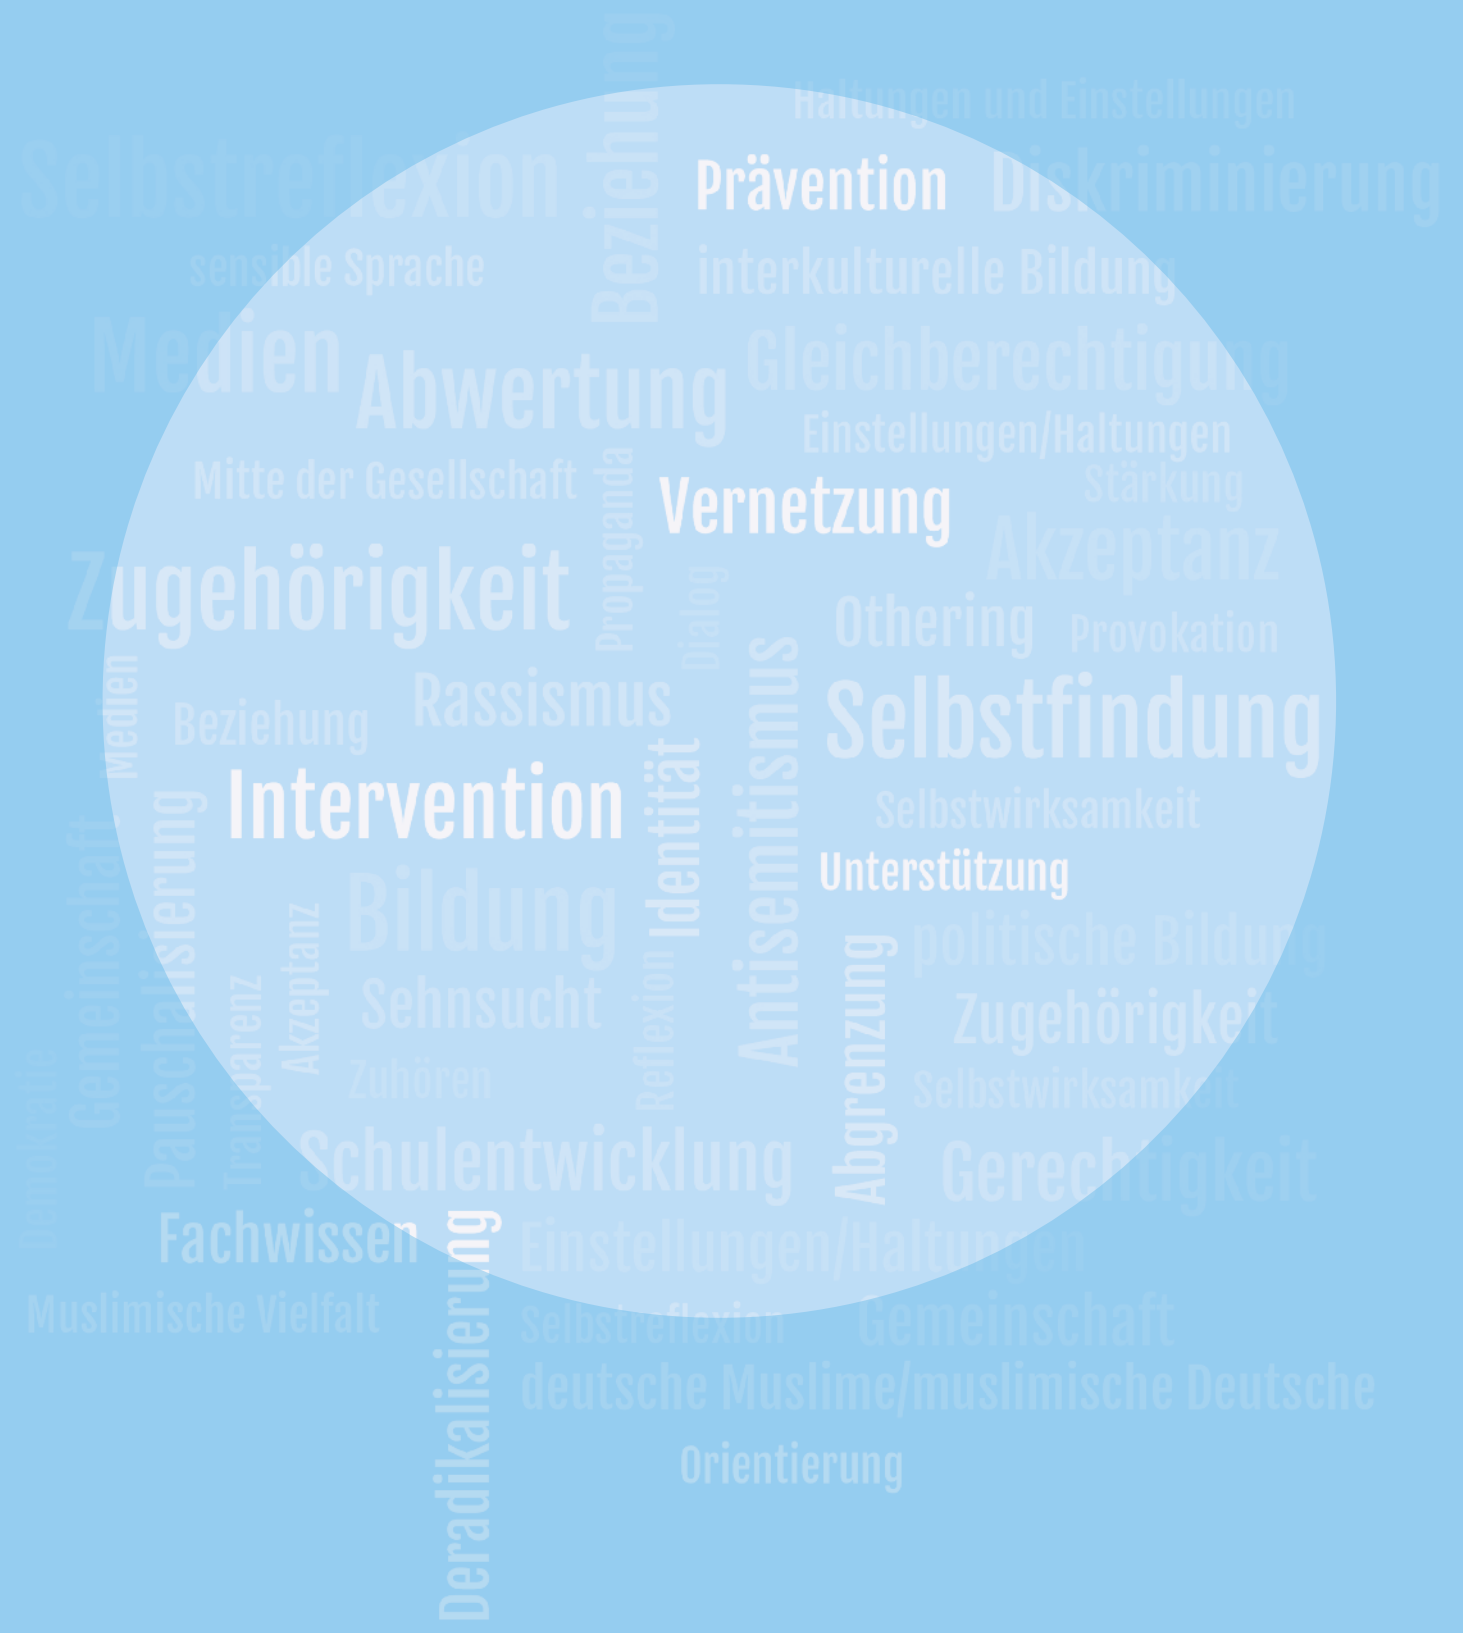 Beziehung
Haltungen und Einstellungen
Selbstreflexion
Prävention
Diskriminierung
sensible Sprache
interkulturelle Bildung
Medien
Abwertung
Gleichberechtigung
Einstellungen/Haltungen
Mitte der Gesellschaft
Propaganda
Vernetzung
Stärkung
Akzeptanz
Zugehörigkeit
Dialog
Othering
Provokation
Medien
Beziehung
Rassismus
Antisemitismus
Selbstfindung
Intervention
Identität
Selbstwirksamkeit
Unterstützung
Gemeinschaft
Pauschalisierung
Bildung
politische Bildung
Akzeptanz
Transparenz
Sehnsucht
Reflexion
Abgrenzung
Zugehörigkeit
Demokratie
Zuhören
Selbstwirksamkeit
Schulentwicklung
Gerechtigkeit
Fachwissen
Deradikalisierung
Einstellungen/Haltungen
Muslimische Vielfalt
Selbstreflexion
Gemeinschaft
deutsche Muslime/muslimische Deutsche
Orientierung